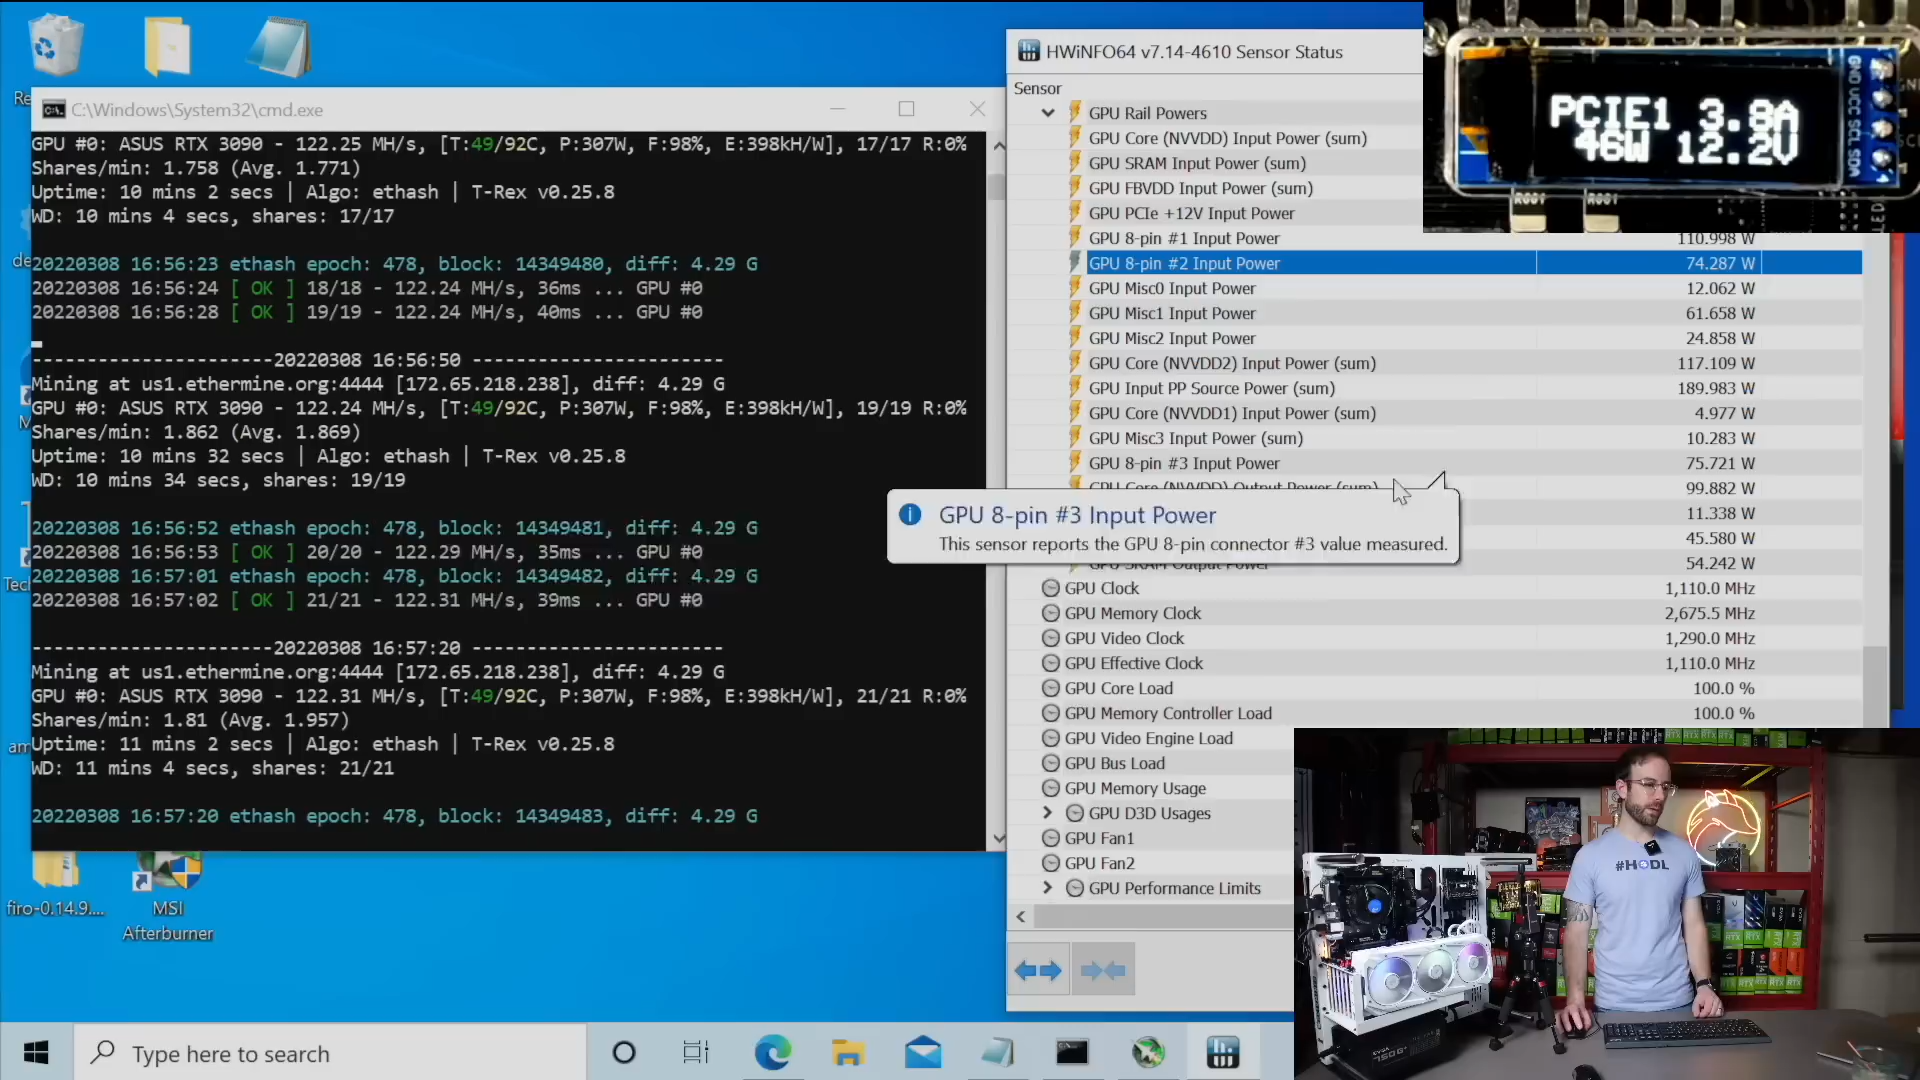 C:\Windows\System32\cmd.exe
GPU #0: ASUS RTX 3090 - 122.25 MH/s, [T:49/92C, P:307W, F:98%, E:398kH/W], 17/17 R:0%
Shares/min: 1.758 (Avg. 1.771)
Uptime: 10 mins 2 secs | Algo: ethash | T-Rex v0.25.8
WD: 10 mins 4 secs, shares: 17/17
20220308 16:56:23 ethash epoch: 478, block: 14349480, diff: 4.29 G
20220308 16:56:24 [ OK ] 18/18 - 122.24 MH/s, 36ms ... GPU #0
20220308 16:56:28 [ OK ] 19/19 - 122.24 MH/s, 40ms ... GPU #0
----------------------20220308 16:56:50 -----------------------
Mining at us1.ethermine.org:4444 [172.65.218.238], diff: 4.29 G
GPU #0: ASUS RTX 3090 - 122.24 MH/s, [T:49/92C, P:307W, F:98%, E:398kH/W], 19/19 R:0%
Shares/min: 1.862 (Avg. 1.869)
Uptime: 10 mins 32 secs | Algo: ethash | T-Rex v0.25.8
WD: 10 mins 34 secs, shares: 19/19
20220308 16:56:52 ethash epoch: 478, block: 14349481, diff: 4.29 G
20220308 16:56:53 [ OK ] 20/20 - 122.29 MH/s, 35ms ... GPU #0
20220308 16:57:01 ethash epoch: 478, block: 14349482, diff: 4.29 G
20220308 16:57:02 [ OK ] 21/21 - 122.31 MH/s, 39ms ... GPU #0
----------------------20220308 16:57:20 -----------------------
Mining at us1.ethermine.org:4444 [172.65.218.238], diff: 4.29 G
GPU #0: ASUS RTX 3090 - 122.31 MH/s, [T:49/92C, P:307W, F:98%, E:398kH/W], 21/21 R:0%
Shares/min: 1.81 (Avg. 1.957)
Uptime: 11 mins 2 secs | Algo: ethash | T-Rex v0.25.8
WD: 11 mins 4 secs, shares: 21/21
20220308 16:57:20 ethash epoch: 478, block: 14349483, diff: 4.29 G
firo-0.14.9....
MSI
Afterburner
Type here to search
HWiNFO64 v7.14-4610 Sensor Status
Sensor
GPU Rail Powers
GPU Core (NVVDD) Input Power (sum)
GPU SRAM Input Power (sum)
GPU FBVDD Input Power (sum)
GPU PCIe +12V Input Power
GPU 8-pin #1 Input Power 110.998 W
GPU 8-pin #2 Input Power 74.287 W
GPU Misc0 Input Power 12.062 W
GPU Misc1 Input Power 61.658 W
GPU Misc2 Input Power 24.858 W
GPU Core (NVVDD2) Input Power (sum) 117.109 W
GPU Input PP Source Power (sum) 189.983 W
GPU Core (NVVDD1) Input Power (sum) 4.977 W
GPU Misc3 Input Power (sum) 10.283 W
GPU 8-pin #3 Input Power 75.721 W
GPU Core (NVVDD) Output Power (sum) 99.882 W
11.338 W
45.580 W
GPU SRAM Output Power 54.242 W
GPU 8-pin #3 Input Power
This sensor reports the GPU 8-pin connector #3 value measured.
GPU Clock 1,110.0 MHz
GPU Memory Clock 2,675.5 MHz
GPU Video Clock 1,290.0 MHz
GPU Effective Clock 1,110.0 MHz
GPU Core Load 100.0 %
GPU Memory Controller Load 100.0 %
GPU Video Engine Load
GPU Bus Load
GPU Memory Usage
GPU D3D Usages
GPU Fan1
GPU Fan2
GPU Performance Limits
PCIE1 3.8A
46W 12.2V
GND VCC SCL SDA
#HODL